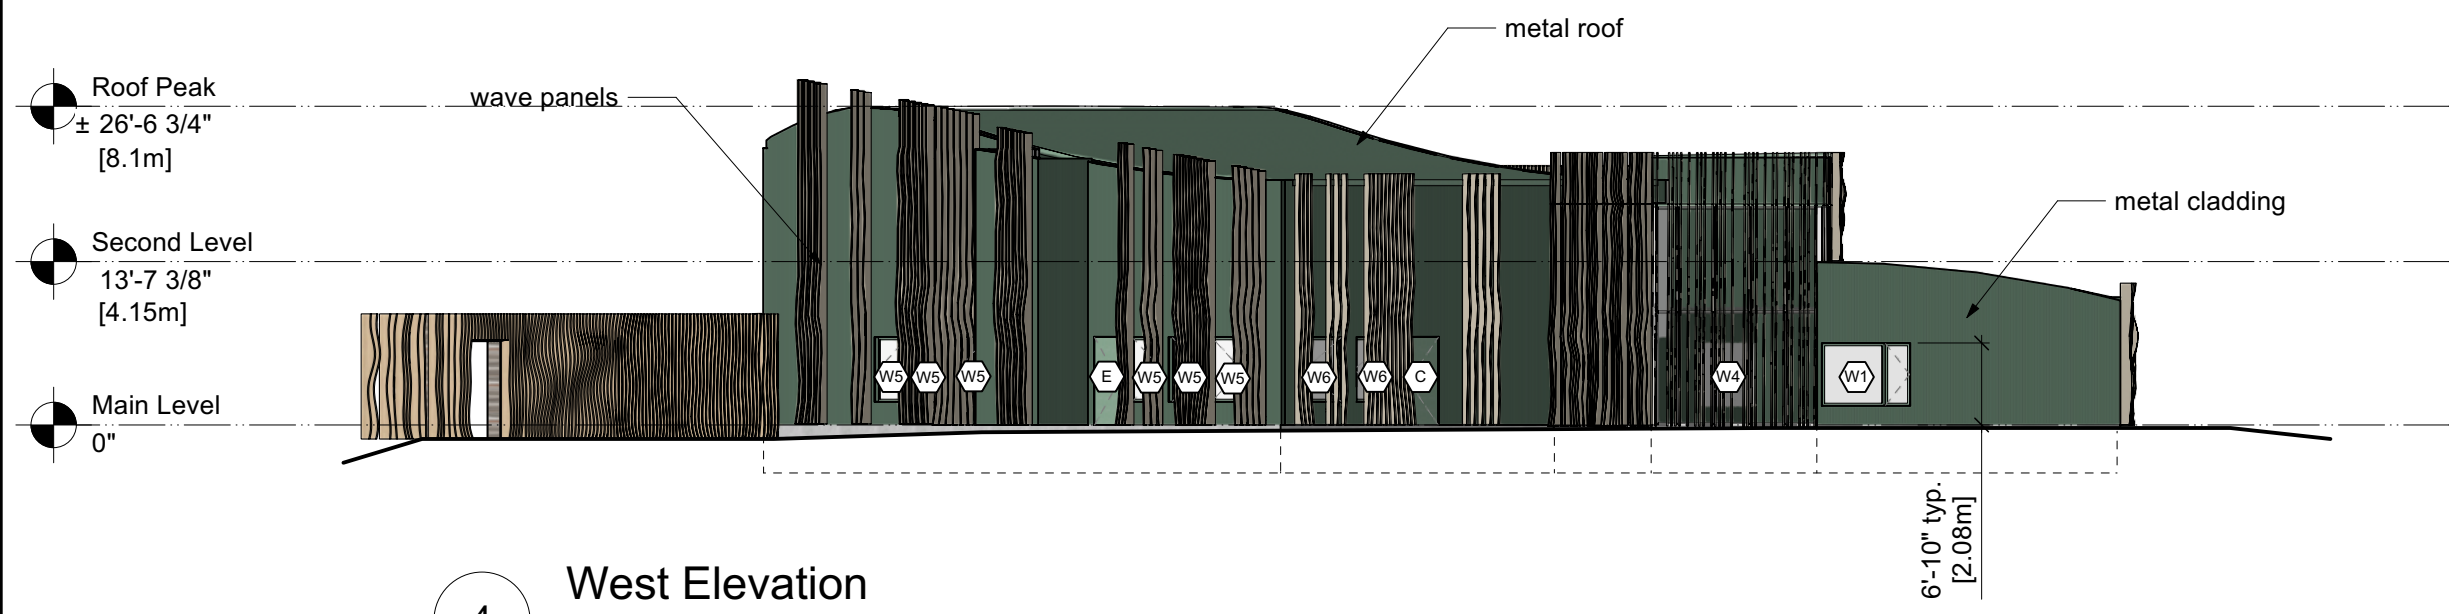 metal roof
Roof Peak
± 26'-6 3/4"
[8.1m]
wave panels
metal cladding
Second Level
13'-7 3/8"
[4.15m]
Main Level
0"
W5 W5 W5 E W5 W5 W5 W6 W6 C W4 W1
6'-10" typ.
[2.08m]
West Elevation